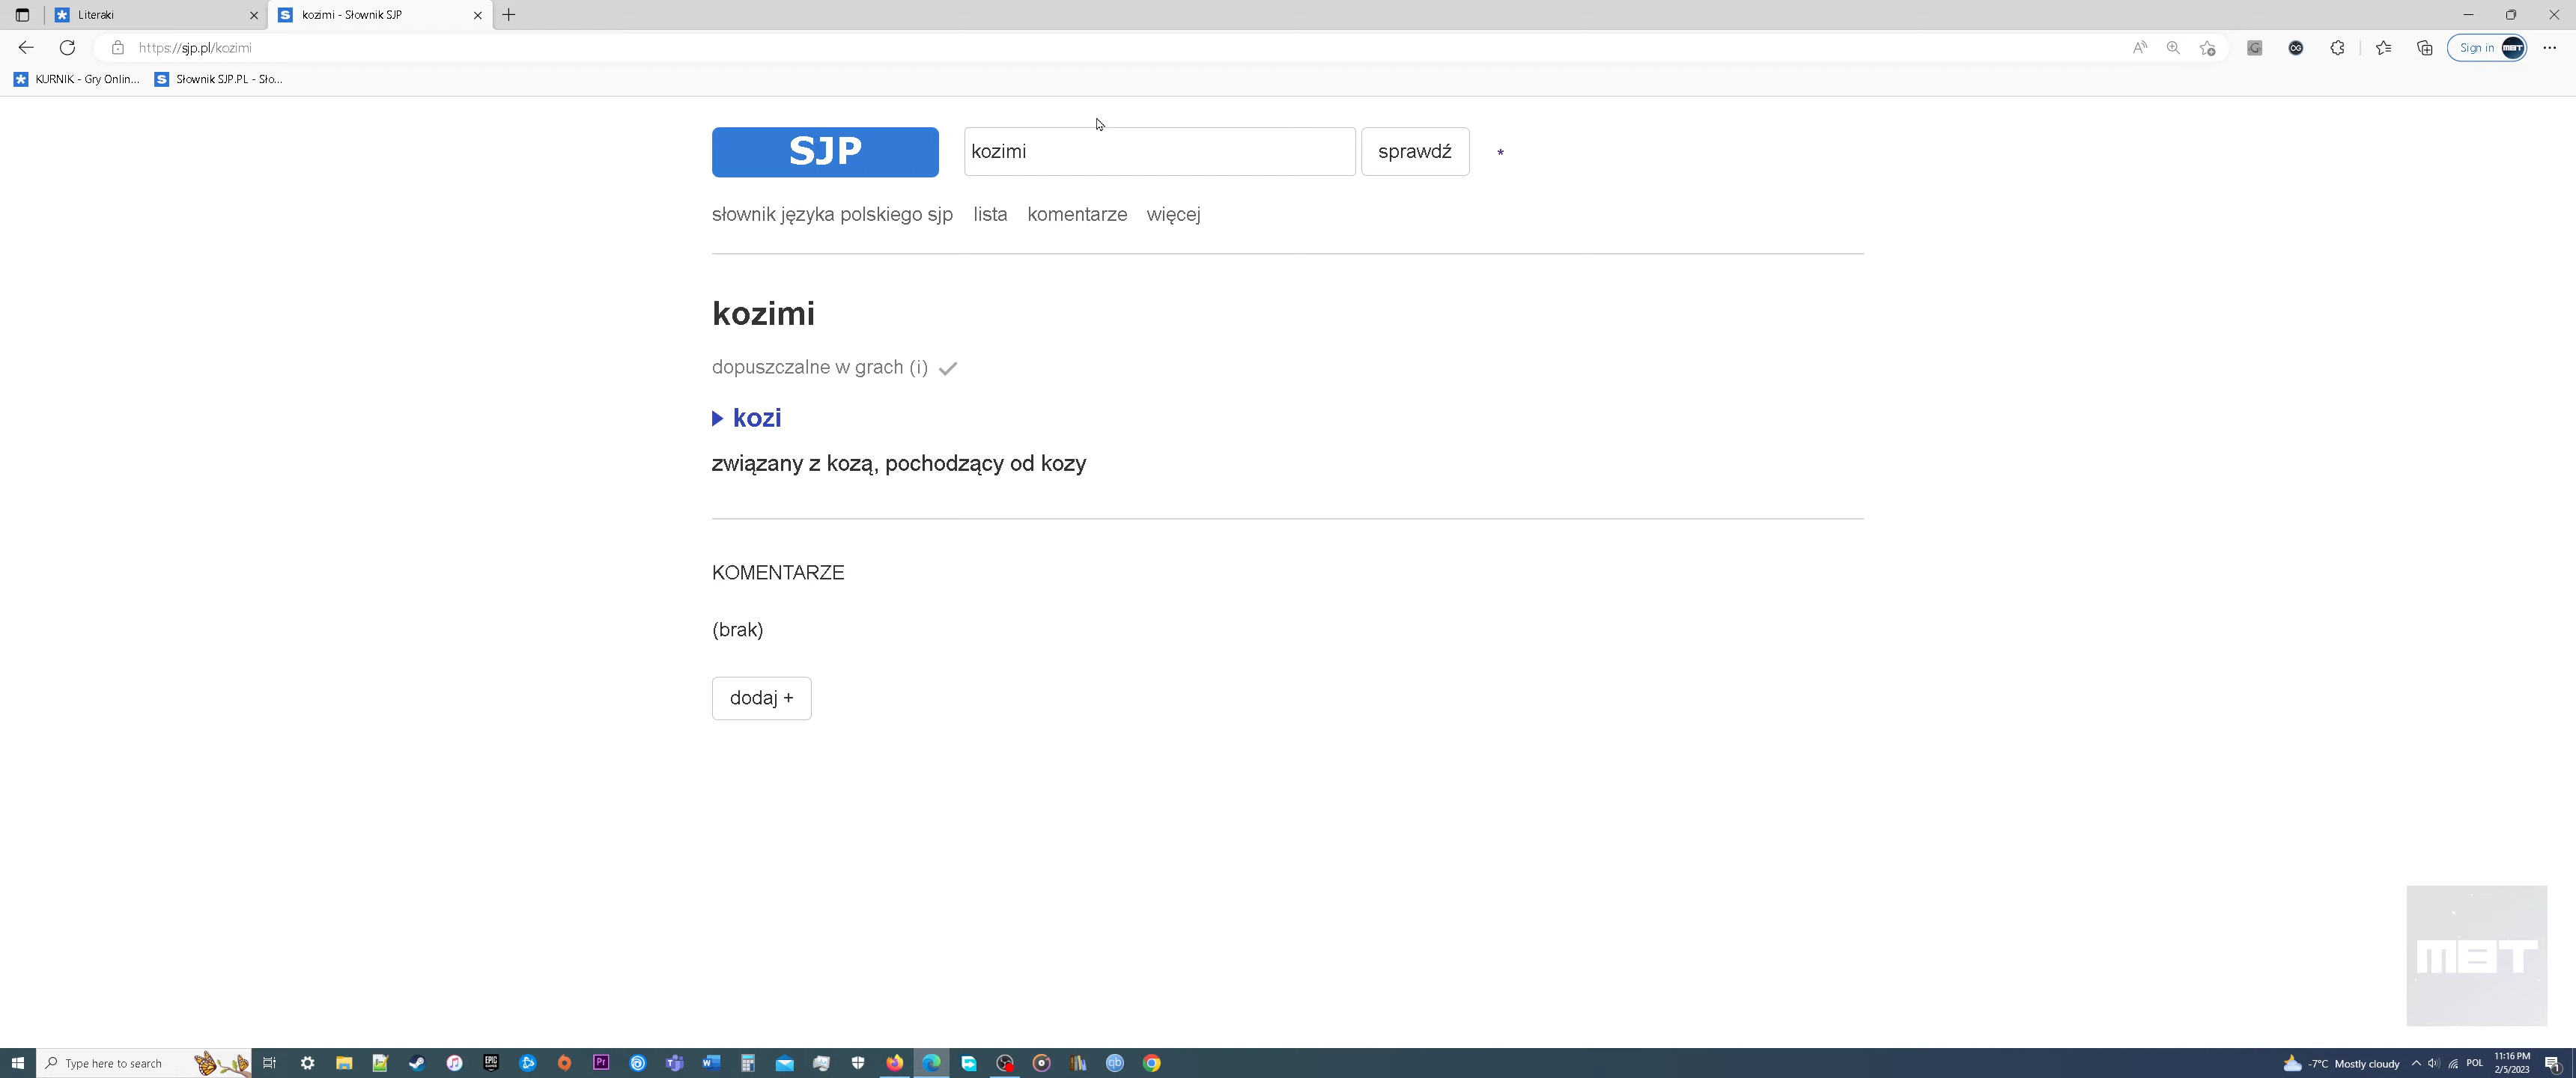 Literaki
kozimi - Słownik SJP
https://sjp.pl/kozimi
Sign in
KURNIK - Gry Onlin...
Słownik SJP.PL - Sło...
SJP
kozimi
sprawdź
*
słownik języka polskiego sjp lista komentarze więcej
kozimi
dopuszczalne w grach (i)
kozi
związany z kozą, pochodzący od kozy
KOMENTARZE
(brak)
dodaj +
MBT
Type here to search
-7°C Mostly cloudy
POL
11:16 PM
2/5/2023